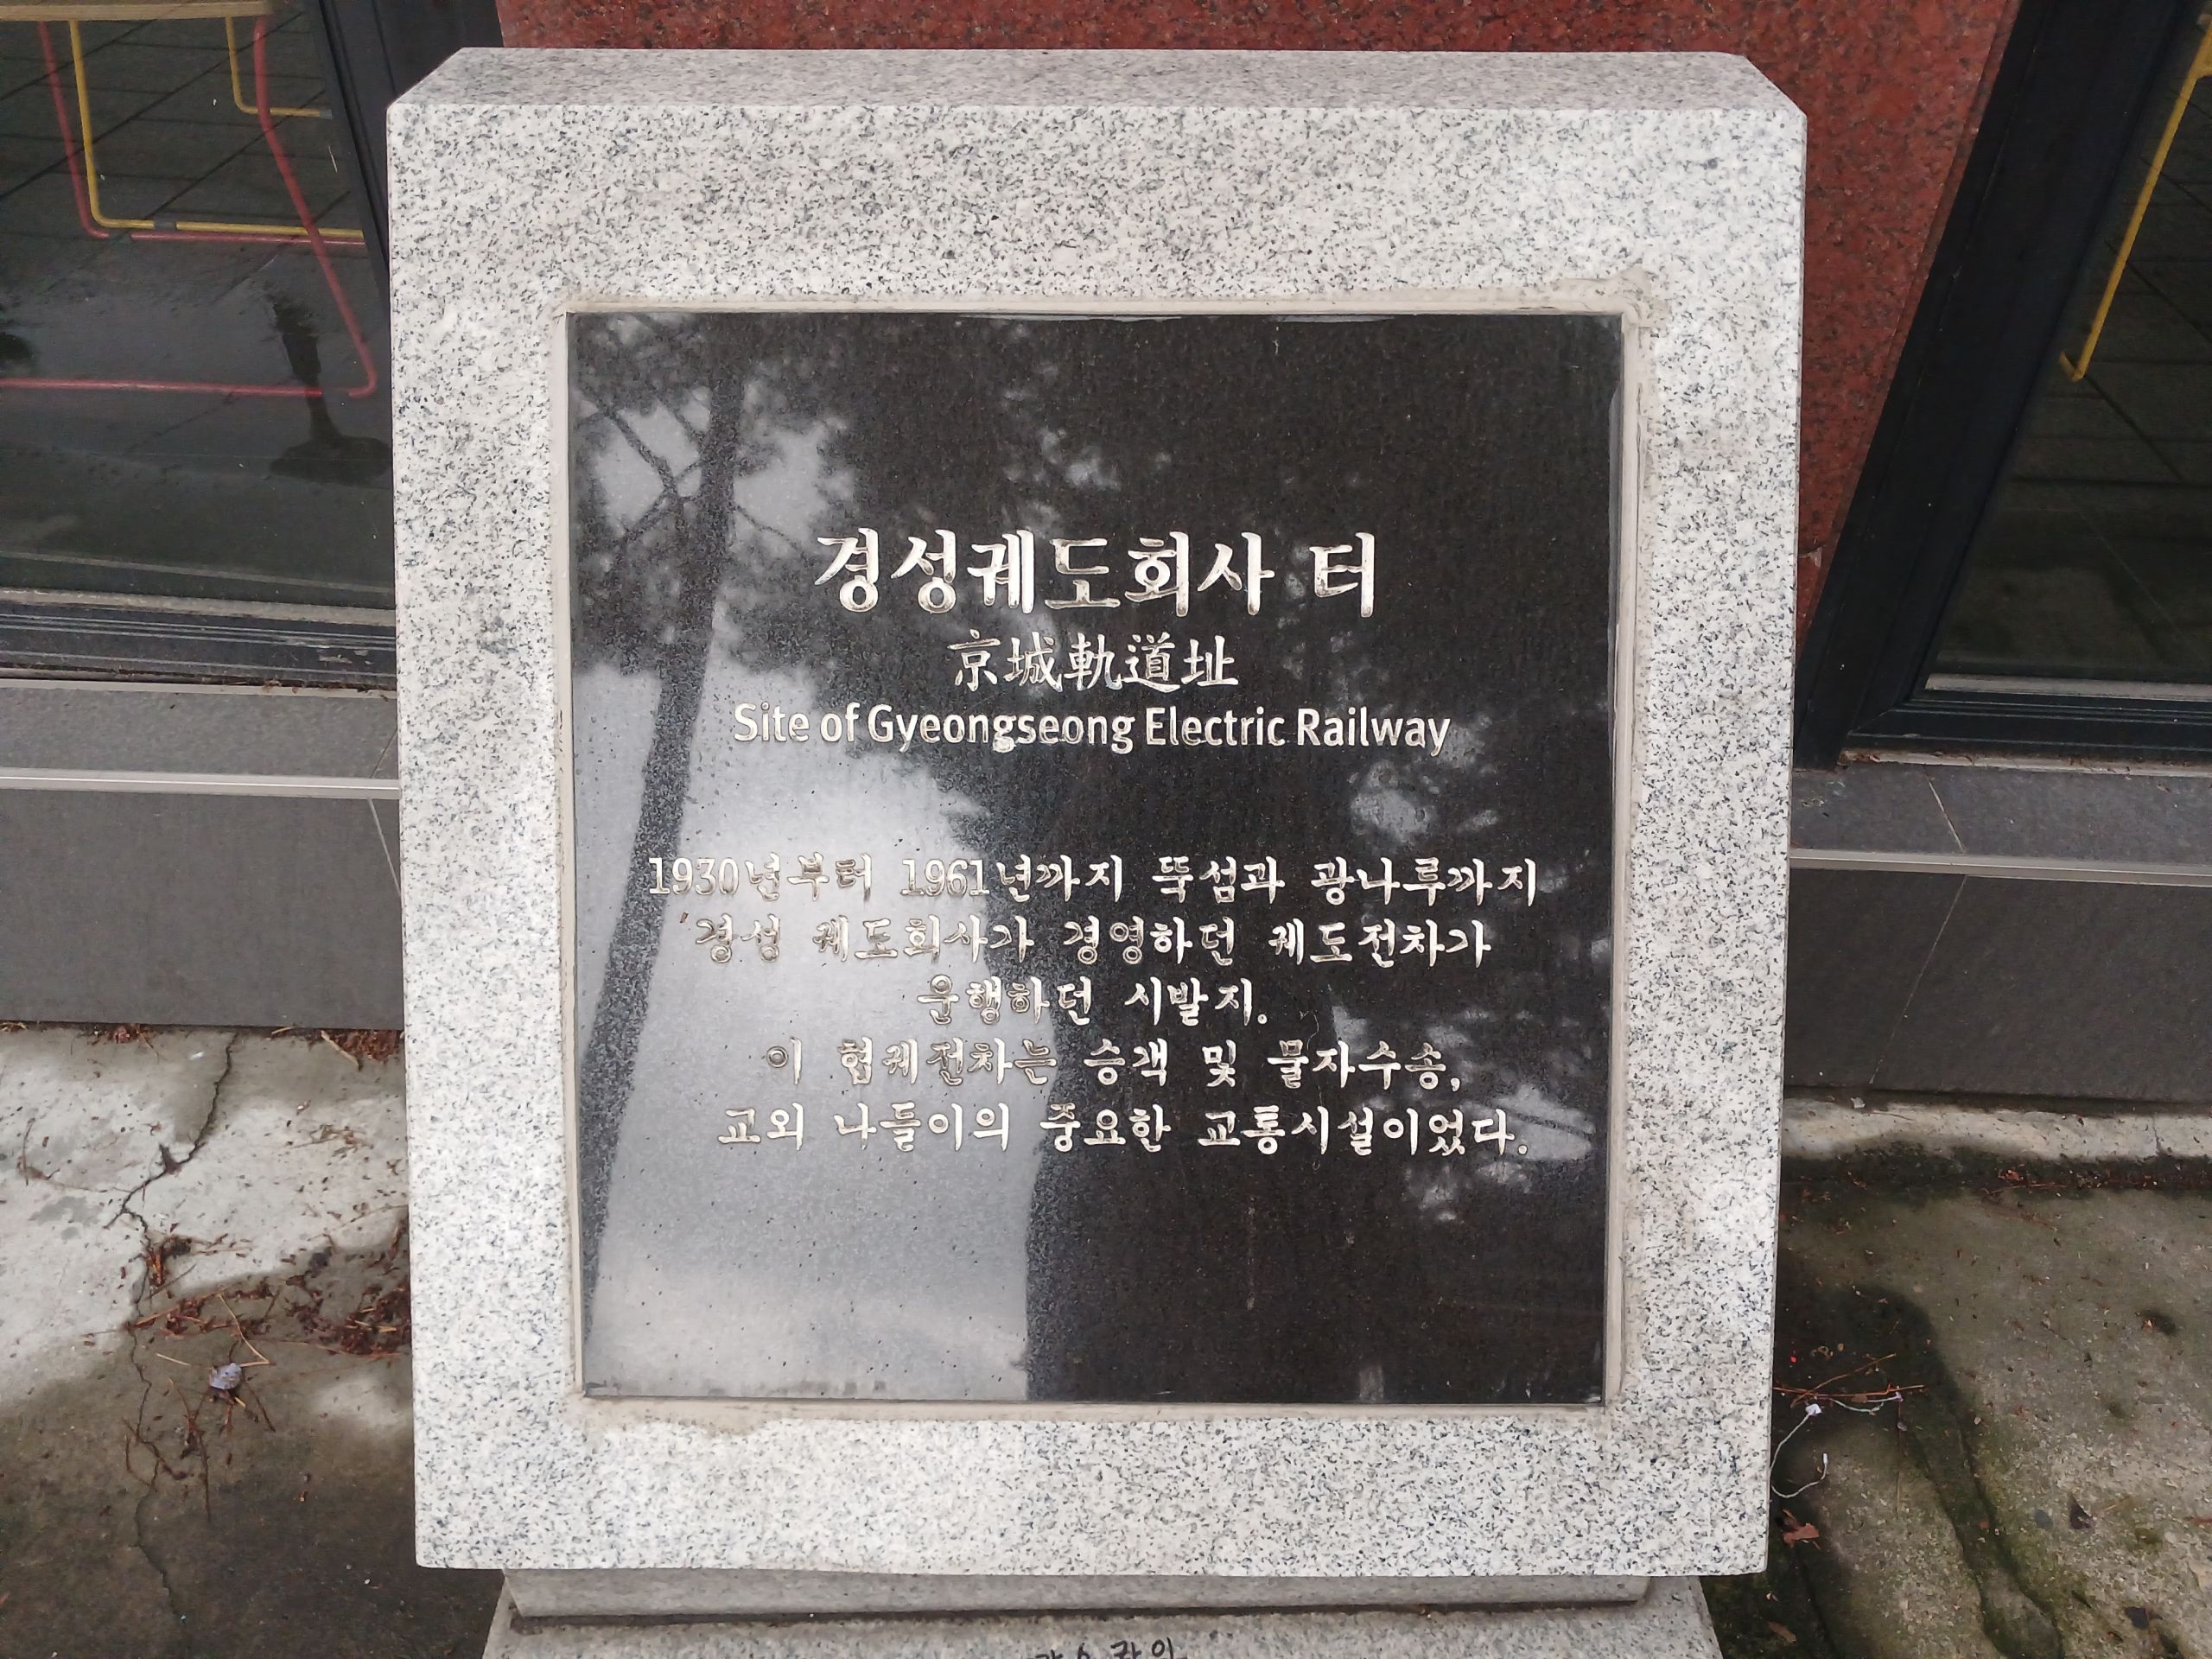 경성궤도회사 터
京城軌道址
Site of Gyeongseong Electric Railway
1930년부터 1961년까지 뚝섬과 광나루까지
경성 궤도회사가 경영하던 궤도전차가
운행하던 시발지.
이 협궤전차는 승객 및 물자수송,
교외 나들이의 중요한 교통시설이었다.